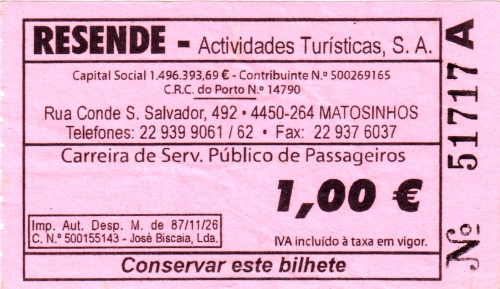 RESENDE - Actividades Turísticas, S. A.
Capital Social 1.496.393,69 € - Contribuinte N.º 500269165
C.R.C. do Porto N.º 14790
Rua Conde S. Salvador, 492 • 4450-264 MATOSINHOS
Telefones: 22 939 9061 / 62 • Fax: 22 937 6037
Carreira de Serv. Público de Passageiros
1,00 €
Imp. Aut. Desp. M. de 87/11/26
C. N.º 500155143 - José Biscaia, Lda.
IVA incluído à taxa em vigor.
Conservar este bilhete
Nº 51717 A